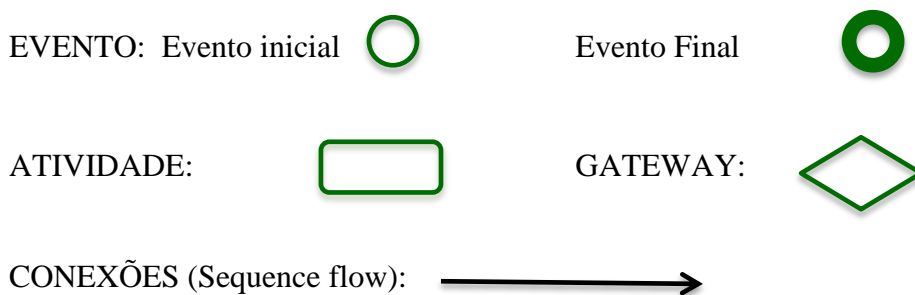 EVENTO: Evento inicial Evento Final
ATIVIDADE: GATEWAY:
CONEXÕES (Sequence flow):